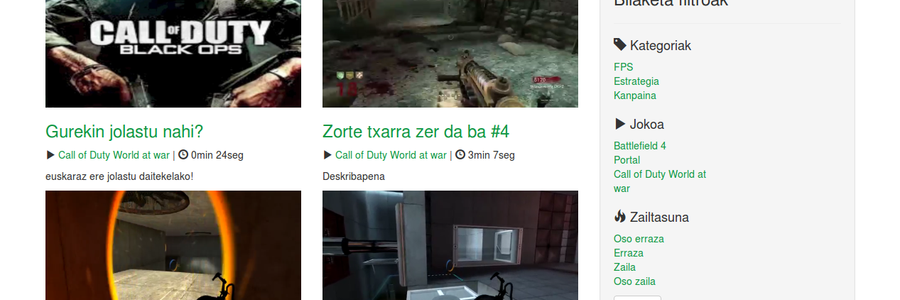 CALL OF DUTY
BLACK OPS
Gurekin jolastu nahi?
Call of Duty World at war | 0min 24seg
euskaraz ere jolastu daitekelako!
Zorte txarra zer da ba #4
Call of Duty World at war | 3min 7seg
Deskribapena
Bilaketa filtroak
Kategoriak
FPS
Estrategia
Kanpaina
Jokoa
Battlefield 4
Portal
Call of Duty World at
war
Zailtasuna
Oso erraza
Erraza
Zaila
Oso zaila